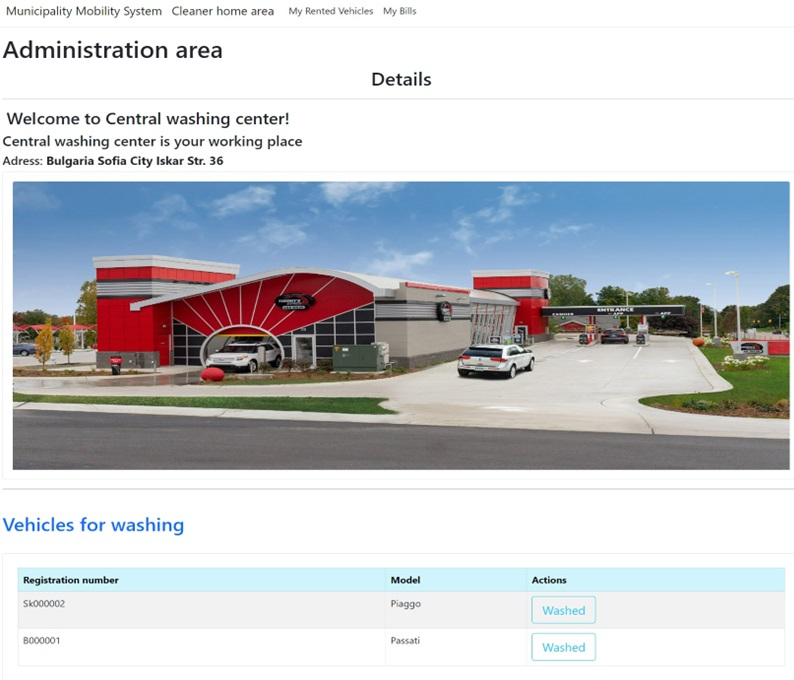 Municipality Mobility System Cleaner home area My Rented Vehicles My Bills
Administration area
Details
Welcome to Central washing center!
Central washing center is your working place
Adress: Bulgaria Sofia City Iskar Str. 36
ENTRANCE
Vehicles for washing
Registration number Model Actions
Sk000002 Piaggo Washed
B000001 Passati Washed